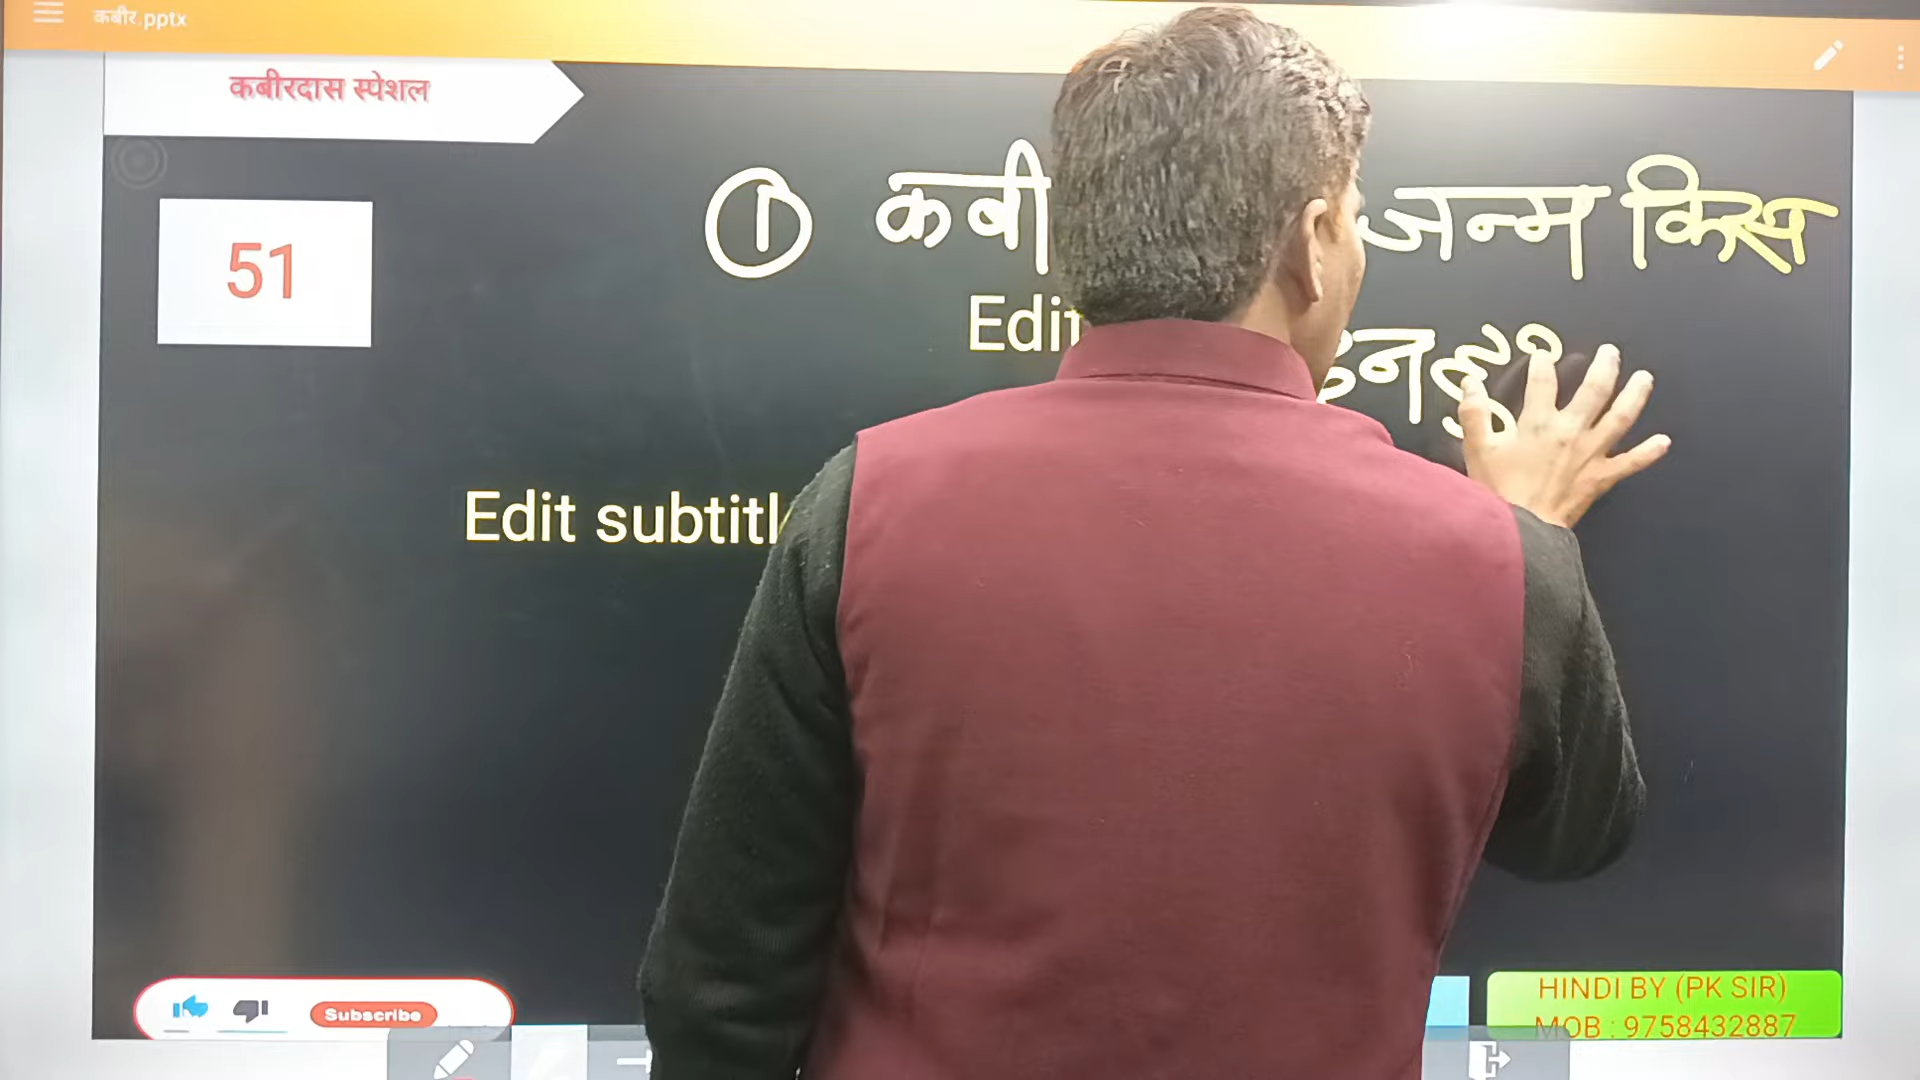 कबीर.pptx
कबीरदास स्पेशल
51
① कबी जन्म किस
Edit
Edit subtitl
Subscribe
HINDI BY (PK SIR)
MOB : 9758432887